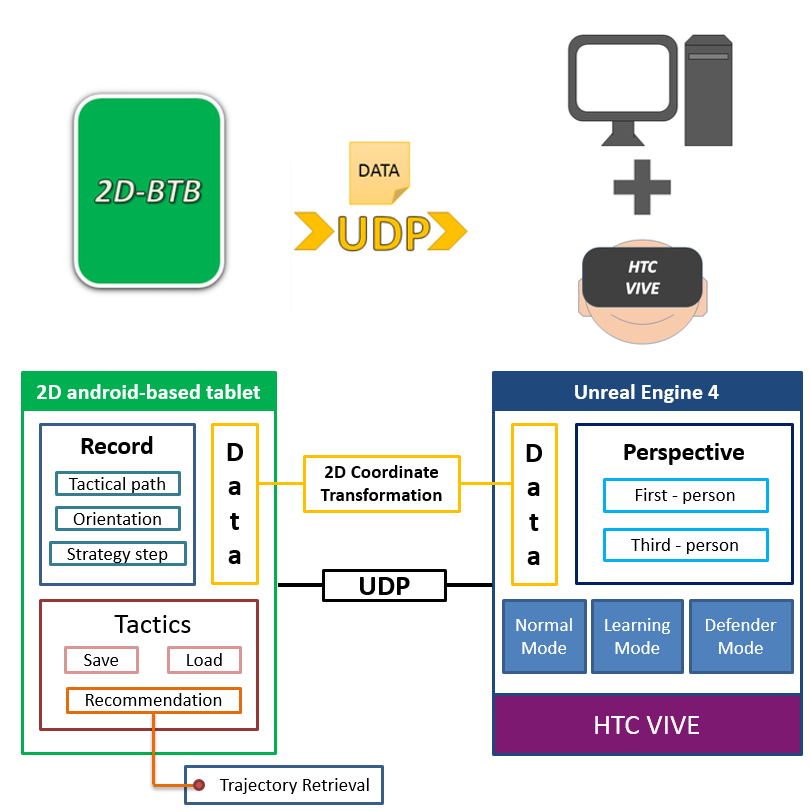 2D-BTB
DATA
UDP
HTC
VIVE
2D android-based tablet
Record
Tactical path
Orientation
Strategy step
Data
Tactics
Save
Load
Recommendation
Trajectory Retrieval
2D Coordinate
Transformation
UDP
Unreal Engine 4
Data
Perspective
First - person
Third - person
Normal
Mode
Learning
Mode
Defender
Mode
HTC VIVE